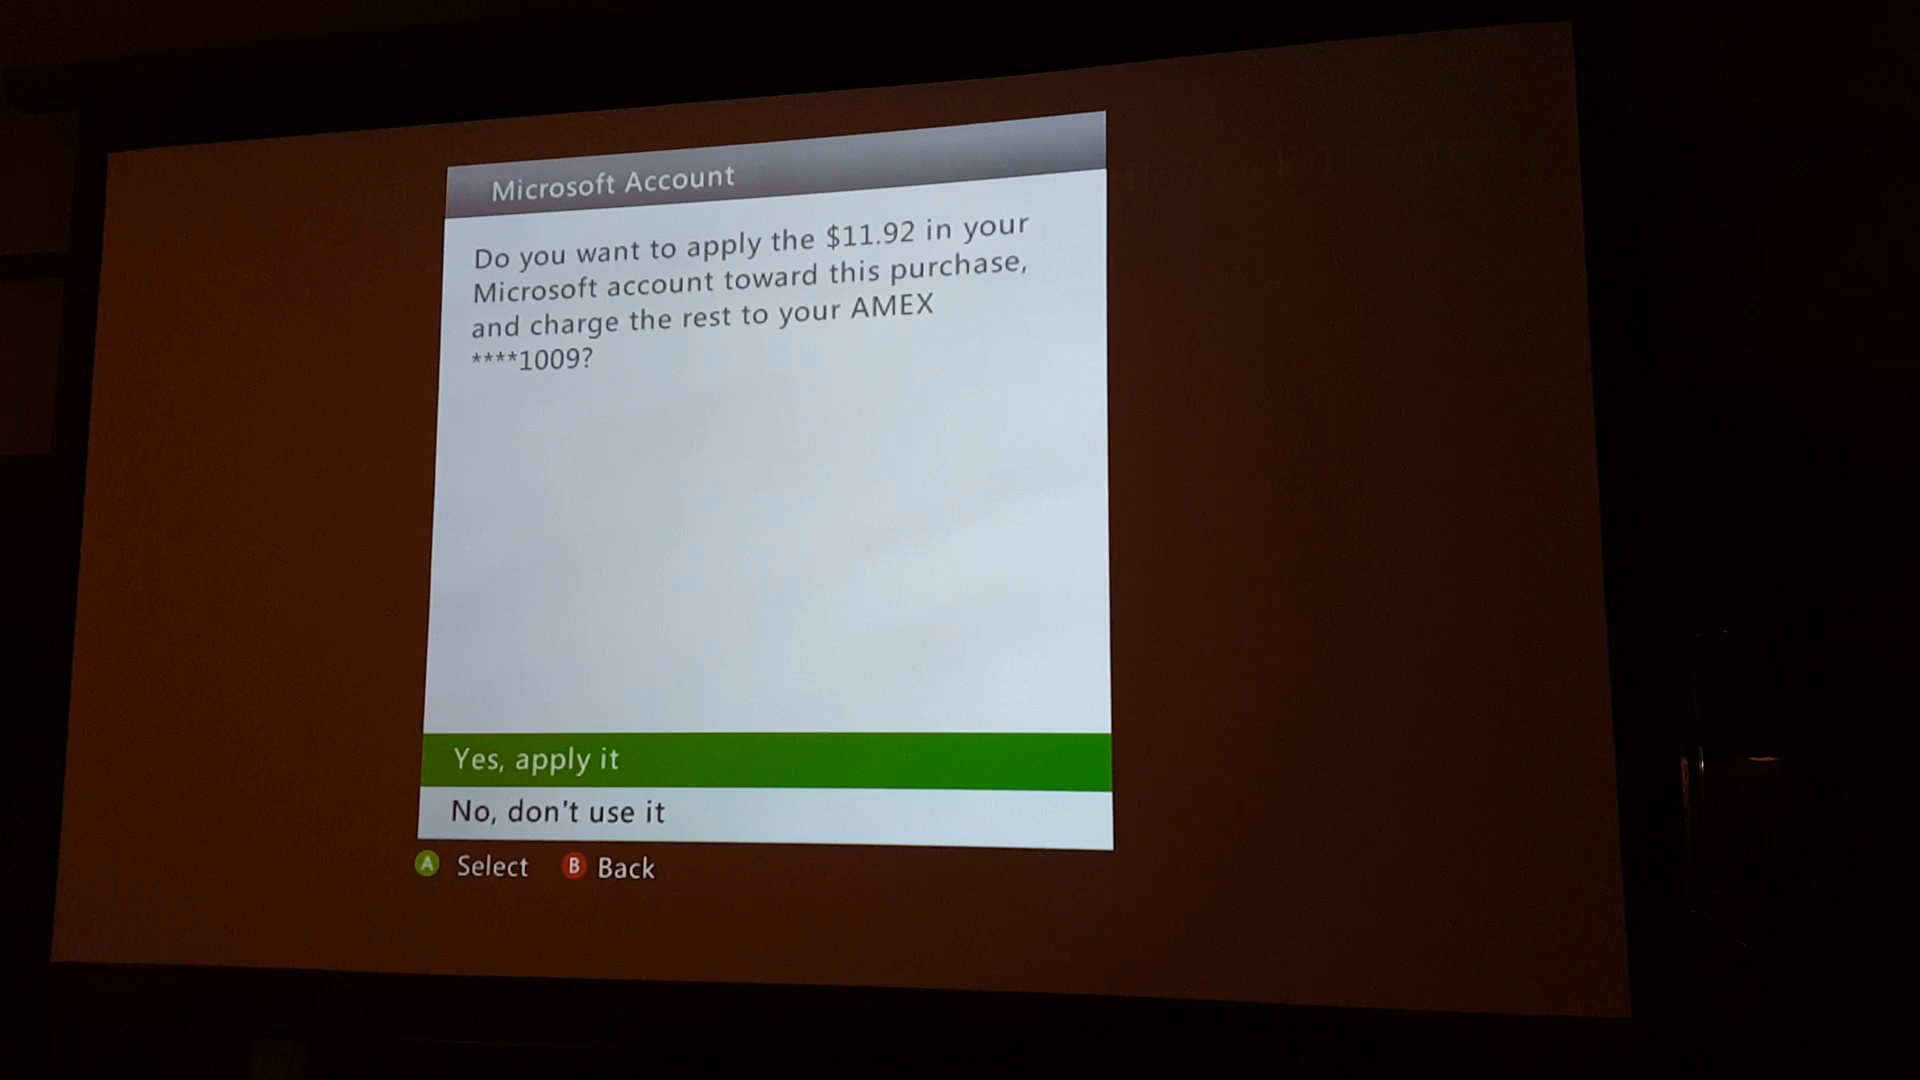 Microsoft Account
Do you want to apply the $11.92 in your
Microsoft account toward this purchase,
and charge the rest to your AMEX
****1009?
Yes, apply it
No, don't use it
A Select B Back